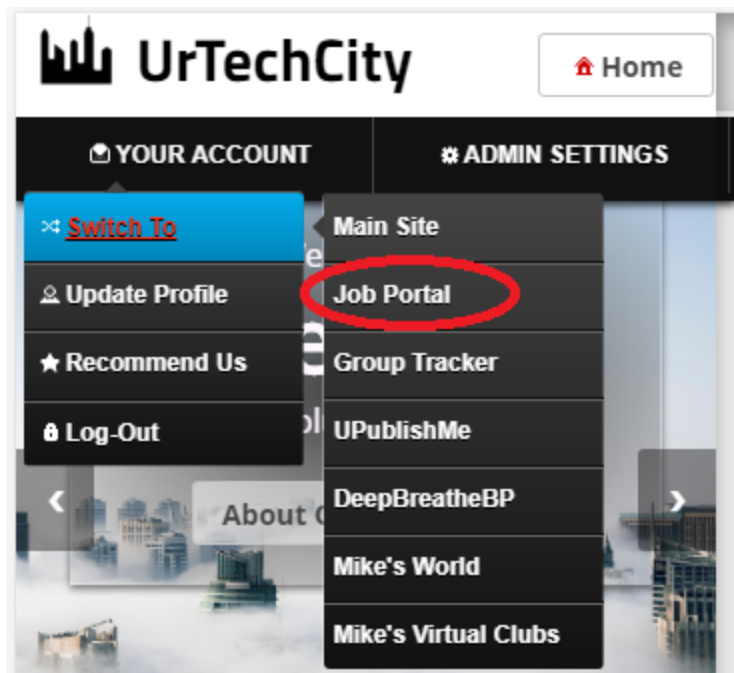 UrTechCity
Home
YOUR ACCOUNT
ADMIN SETTINGS
Switch To
Update Profile
Recommend Us
Log-Out
Main Site
Job Portal
Group Tracker
UPublishMe
DeepBreatheBP
Mike's World
Mike's Virtual Clubs
About